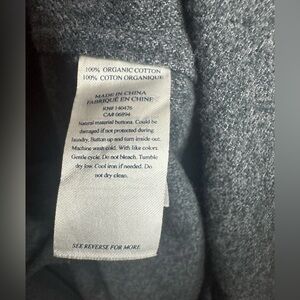 100% ORGANIC COTTON
100% COTON ORGANIQUE
MADE IN CHINA
FABRIQUÉ EN CHINE
RN# 140476
CA# 06894
Natural material buttons. Could be
damaged if not protected during
laundry. Button up and turn inside out.
Machine wash cold. With like colors.
Gentle cycle. Do not bleach. Tumble
dry low. Cool iron if needed. Do
not dry clean.
SEE REVERSE FOR MORE